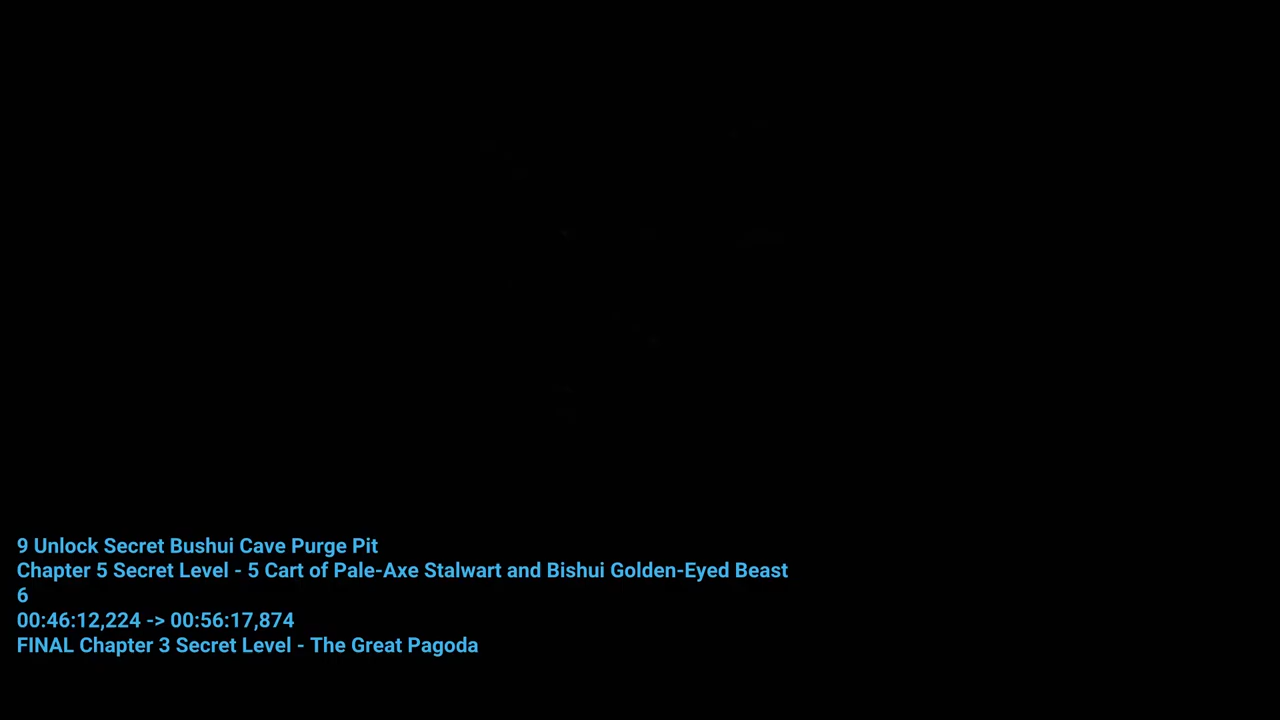 9 Unlock Secret Bushui Cave Purge Pit
Chapter 5 Secret Level - 5 Cart of Pale-Axe Stalwart and Bishui Golden-Eyed Beast
6
00:46:12,224 -> 00:56:17,874
FINAL Chapter 3 Secret Level - The Great Pagoda